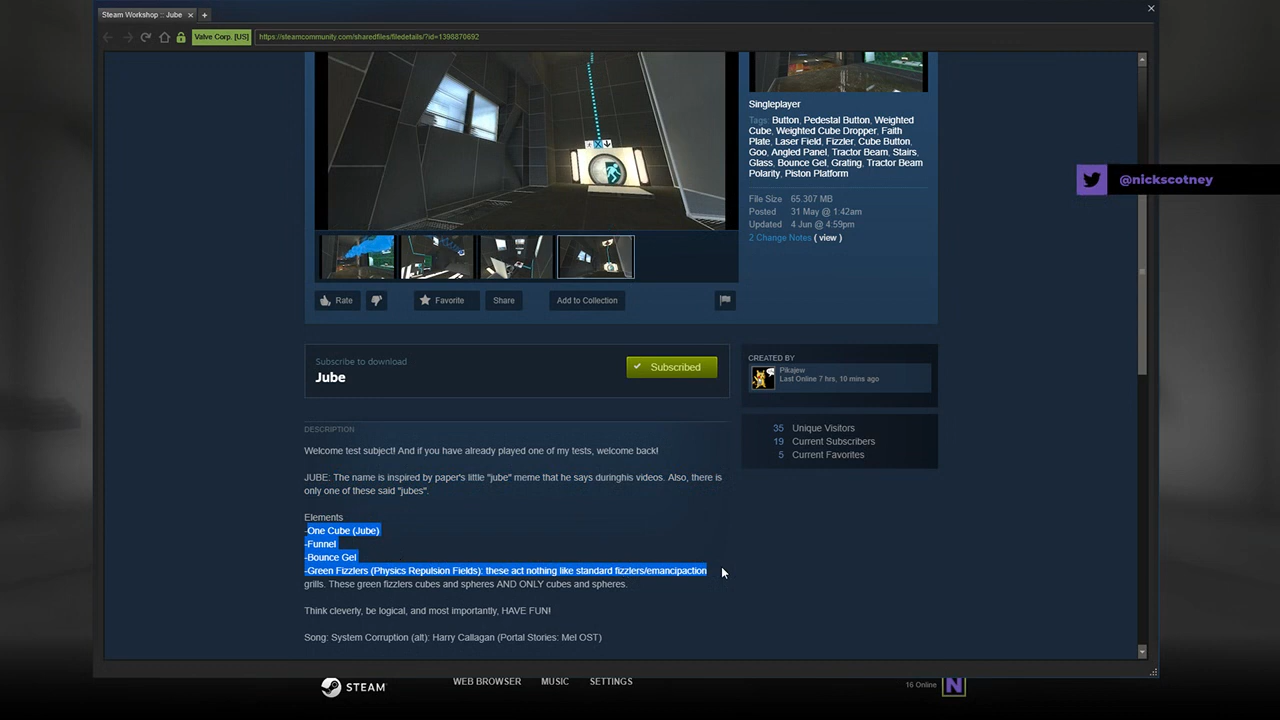 Steam Workshop :: Jube
Valve Corp. [US]
https://steamcommunity.com/sharedfiles/filedetails/?id=1398870692
Singleplayer
Tags: Button, Pedestal Button, Weighted
Cube, Weighted Cube Dropper, Faith
Plate, Laser Field, Fizzler, Cube Button,
Goo, Angled Panel, Tractor Beam, Stairs,
Glass, Bounce Gel, Grating, Tractor Beam
Polarity, Piston Platform
File Size 65.307 MB
Posted 31 May @ 1:42am
Updated 4 Jun @ 4:59pm
2 Change Notes ( view )
@nickscotney
Rate
Favorite
Share
Add to Collection
Subscribe to download
Jube
Subscribed
CREATED BY
Pikajew
Last Online 7 hrs, 10 mins ago
35 Unique Visitors
19 Current Subscribers
5 Current Favorites
DESCRIPTION
Welcome test subject! And if you have already played one of my tests, welcome back!
JUBE: The name is inspired by paper's little "jube" meme that he says duringhis videos. Also, there is
only one of these said "jubes".
Elements
-One Cube (Jube)
-Funnel
-Bounce Gel
-Green Fizzlers (Physics Repulsion Fields): these act nothing like standard fizzlers/emancipaction
grills. These green fizzlers cubes and spheres AND ONLY cubes and spheres.
Think cleverly, be logical, and most importantly, HAVE FUN!
Song: System Corruption (alt): Harry Callagan (Portal Stories: Mel OST)
STEAM
WEB BROWSER
MUSIC
SETTINGS
16 Online
N